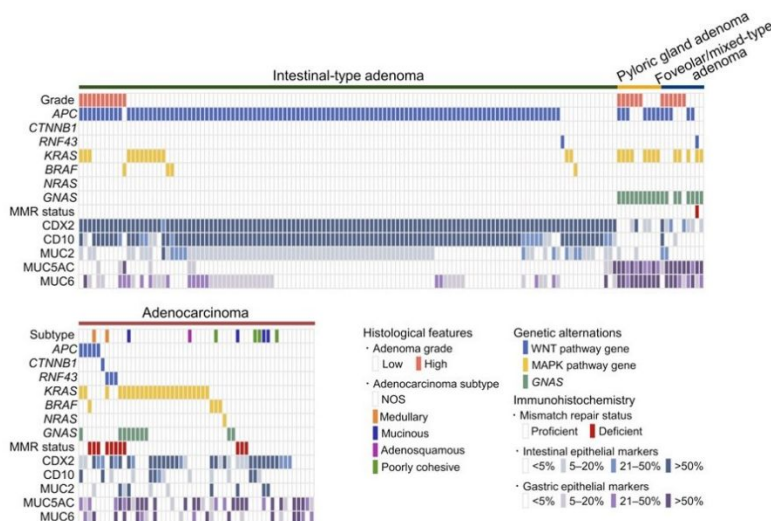 Intestinal-type adenoma
Pyloric gland adenoma
Foveolar/mixed-type
adenoma
Grade
APC
CTNNB1
RNF43
KRAS
BRAF
NRAS
GNAS
MMR status
CDX2
CD10
MUC2
MUC5AC
MUC6
Adenocarcinoma
Subtype
APC
CTNNB1
RNF43
KRAS
BRAF
NRAS
GNAS
MMR status
CDX2
CD10
MUC2
MUC5AC
MUC6
Histological features
· Adenoma grade
Low High
· Adenocarcinoma subtype
NOS
Medullary
Mucinous
Adenosquamous
Poorly cohesive
Genetic alternations
WNT pathway gene
MAPK pathway gene
GNAS
Immunohistochemistry
· Mismatch repair status
Proficient Deficient
· Intestinal epithelial markers
<5% 5–20% 21–50% >50%
· Gastric epithelial markers
<5% 5–20% 21–50% >50%